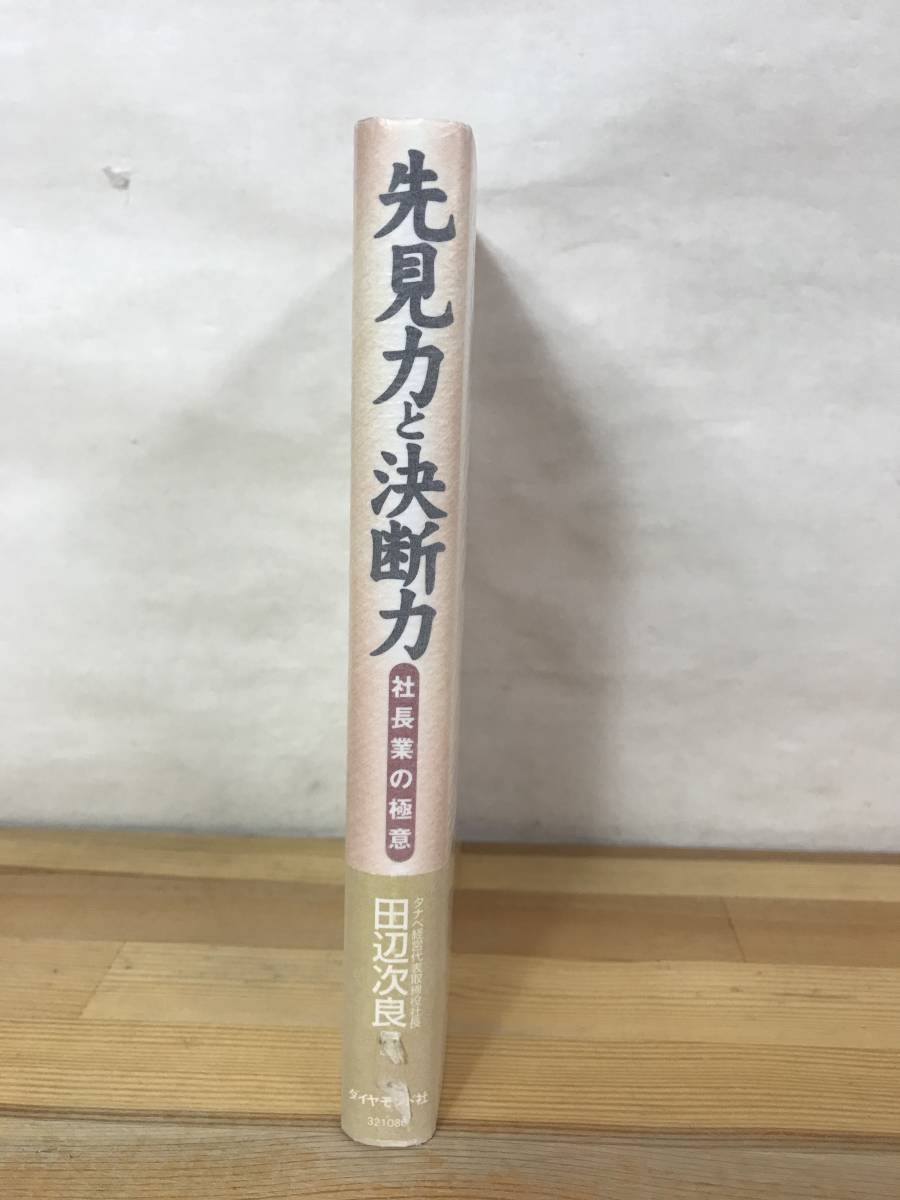 先見力と決断力
社長業の極意
タナベ経営代表取締役社長
田辺次良
ダイヤモンド社
32108